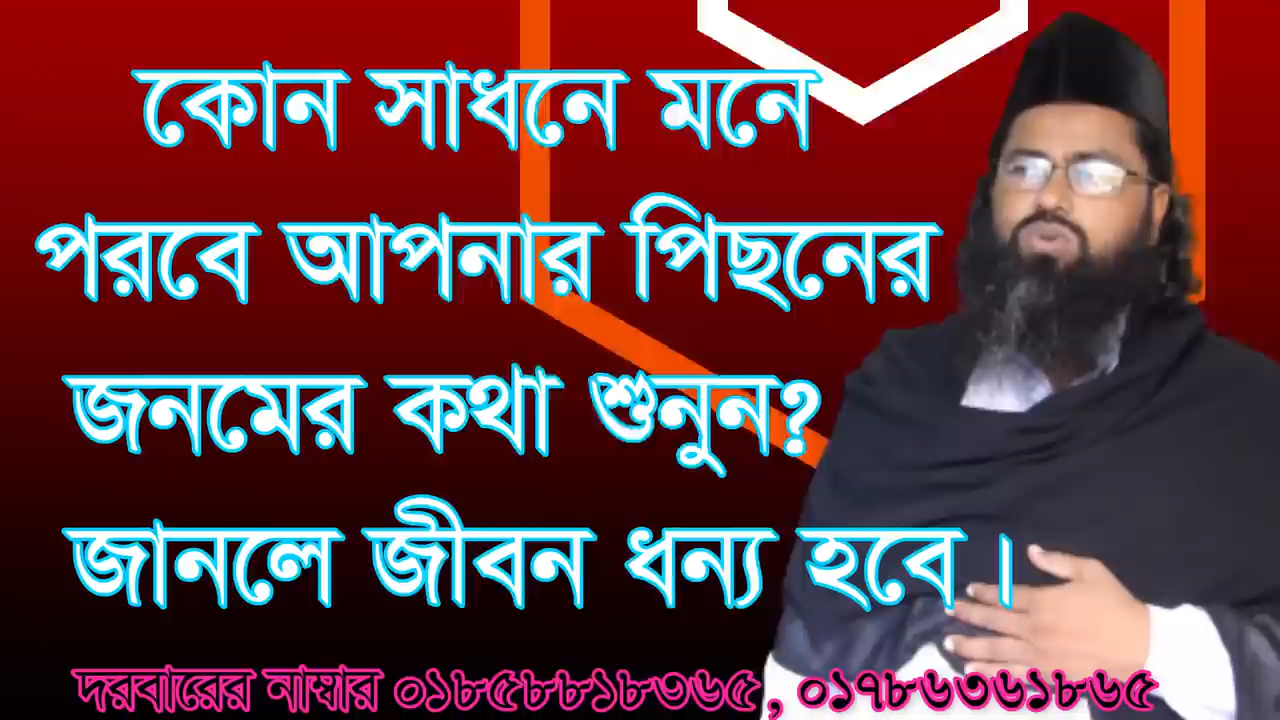 কোন সাধনে মনে
পরবে আপনার পিছনের
জনমের কথা শুনুন?
জানলে জীবন ধন্য হবে।
দরবারের নাম্বার ০১৮৫৮৮১৮৩৬৫, ০১৭৮৬৩৬১৮৬৫